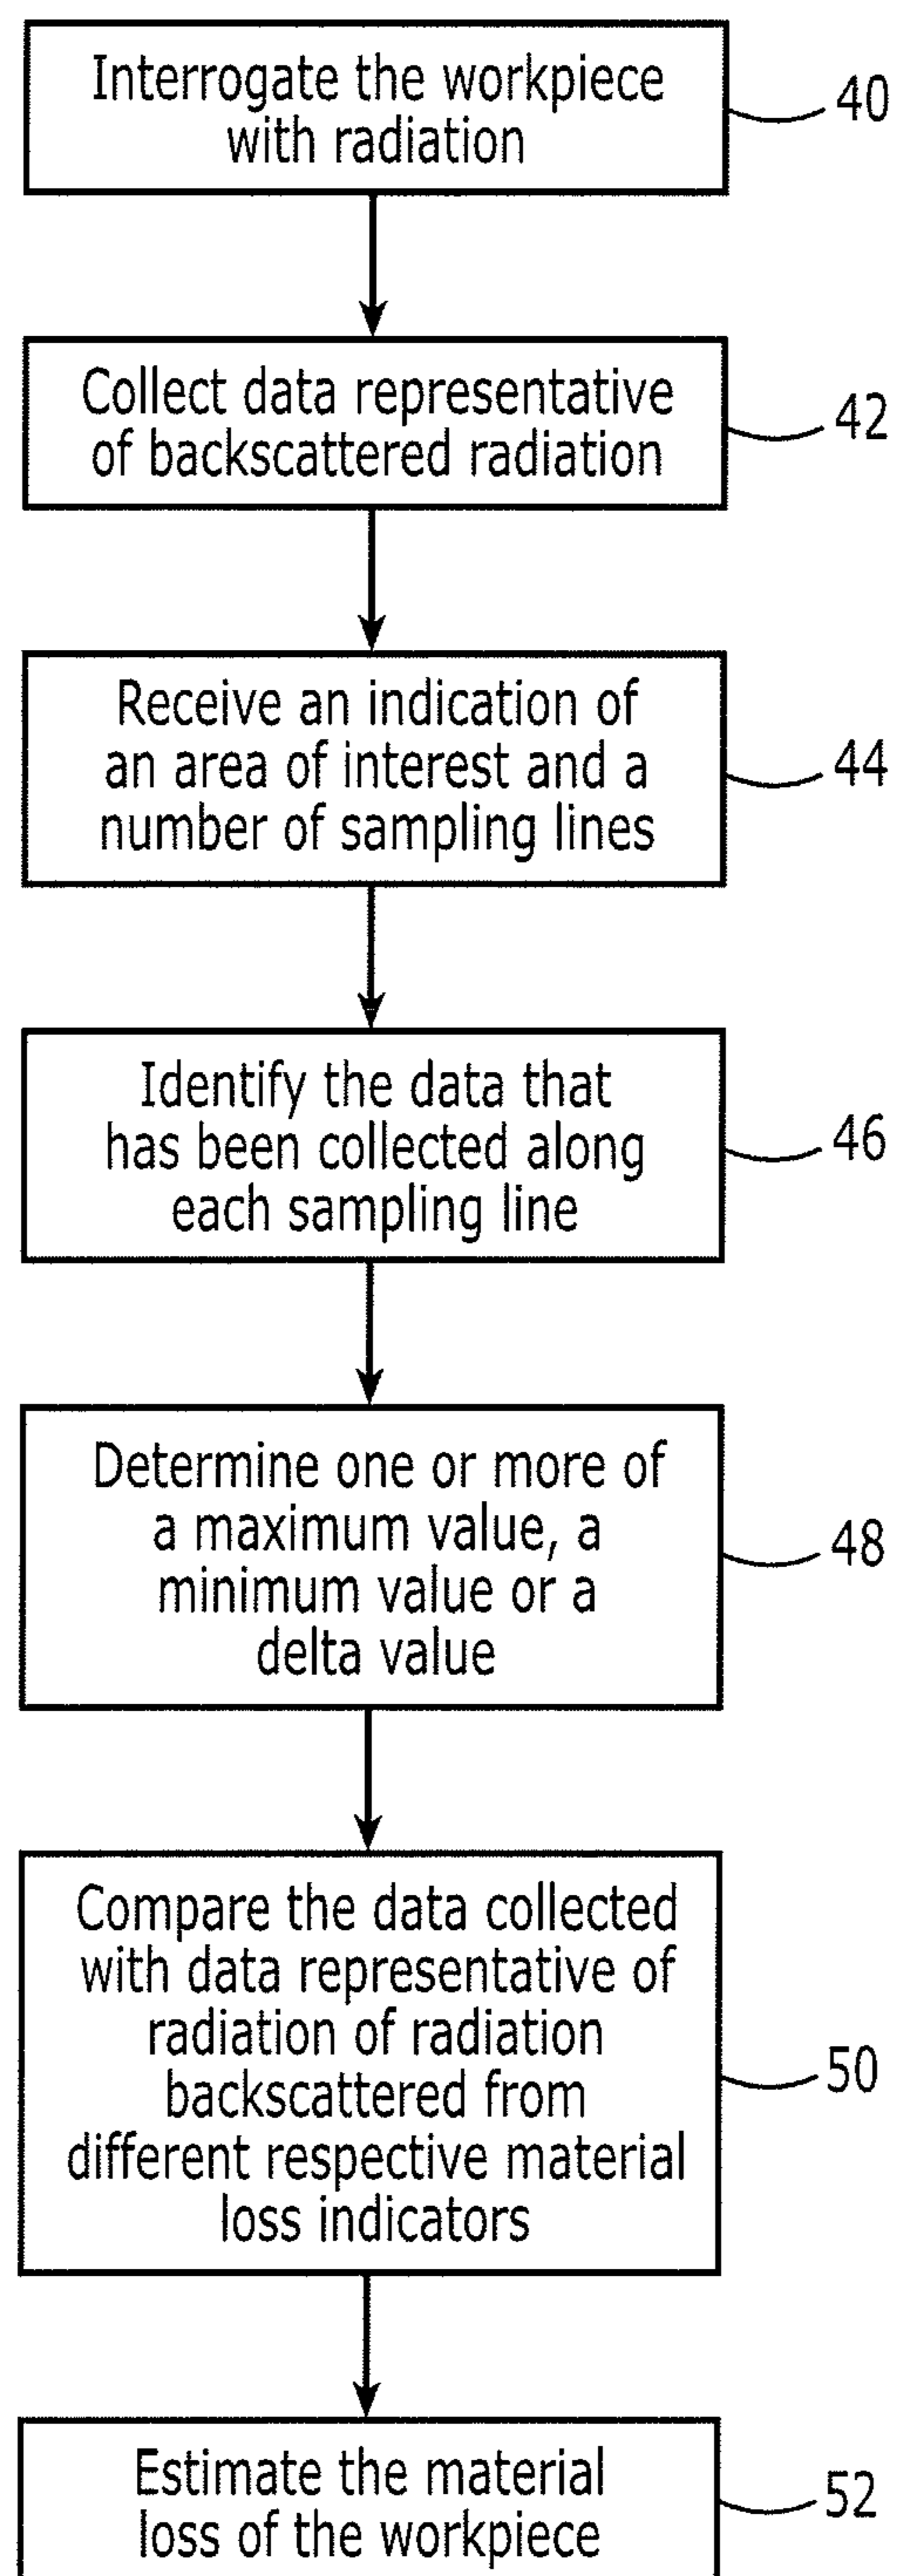 Interrogate the workpiece
with radiation
40
Collect data representative
of backscattered radiation
42
Receive an indication of
an area of interest and a
number of sampling lines
44
Identify the data that
has been collected along
each sampling line
46
Determine one or more of
a maximum value, a
minimum value or a
delta value
48
Compare the data collected
with data representative of
radiation of radiation
backscattered from
different respective material
loss indicators
50
Estimate the material
loss of the workpiece
52